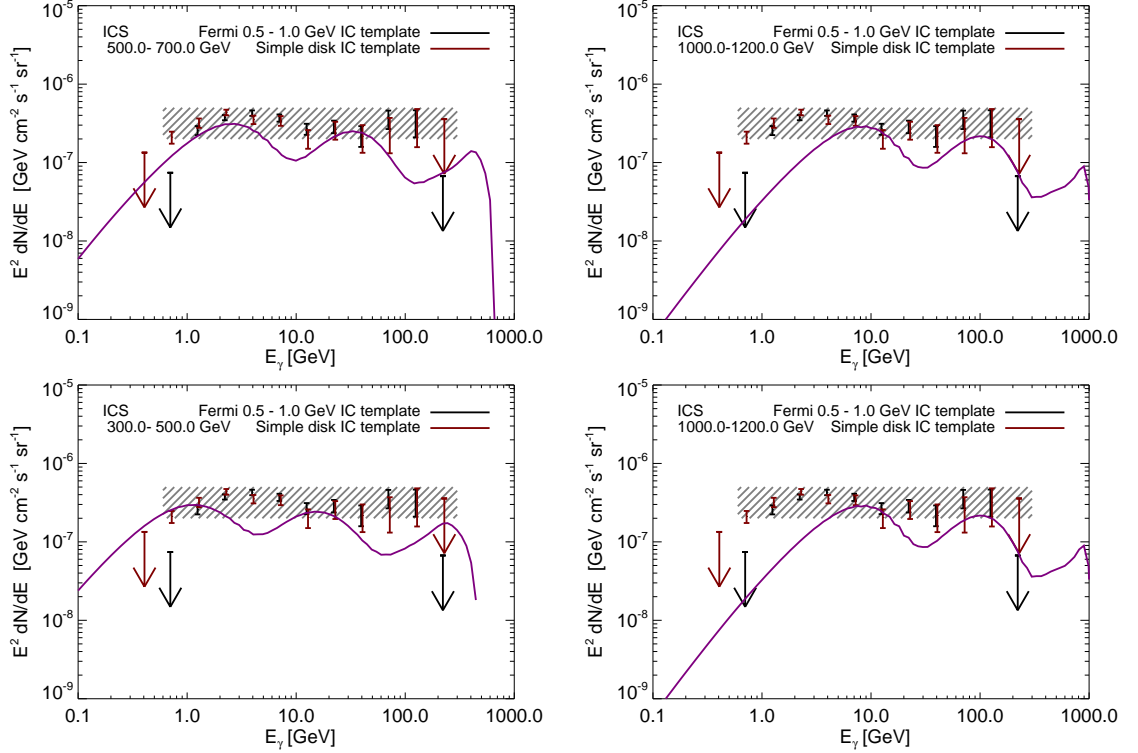 10⁻⁵
ICS Fermi 0.5 - 1.0 GeV IC template
500.0- 700.0 GeV Simple disk IC template
10⁻⁶
10⁻⁷
10⁻⁸
10⁻⁹
E² dN/dE [GeV cm⁻² s⁻¹ sr⁻¹]
0.1 1.0 10.0 100.0 1000.0
E_γ [GeV]
10⁻⁵
ICS Fermi 0.5 - 1.0 GeV IC template
1000.0-1200.0 GeV Simple disk IC template
10⁻⁶
10⁻⁷
10⁻⁸
10⁻⁹
E² dN/dE [GeV cm⁻² s⁻¹ sr⁻¹]
0.1 1.0 10.0 100.0 1000.0
E_γ [GeV]
10⁻⁵
ICS Fermi 0.5 - 1.0 GeV IC template
300.0- 500.0 GeV Simple disk IC template
10⁻⁶
10⁻⁷
10⁻⁸
10⁻⁹
E² dN/dE [GeV cm⁻² s⁻¹ sr⁻¹]
0.1 1.0 10.0 100.0 1000.0
E_γ [GeV]
10⁻⁵
ICS Fermi 0.5 - 1.0 GeV IC template
1000.0-1200.0 GeV Simple disk IC template
10⁻⁶
10⁻⁷
10⁻⁸
10⁻⁹
E² dN/dE [GeV cm⁻² s⁻¹ sr⁻¹]
0.1 1.0 10.0 100.0 1000.0
E_γ [GeV]